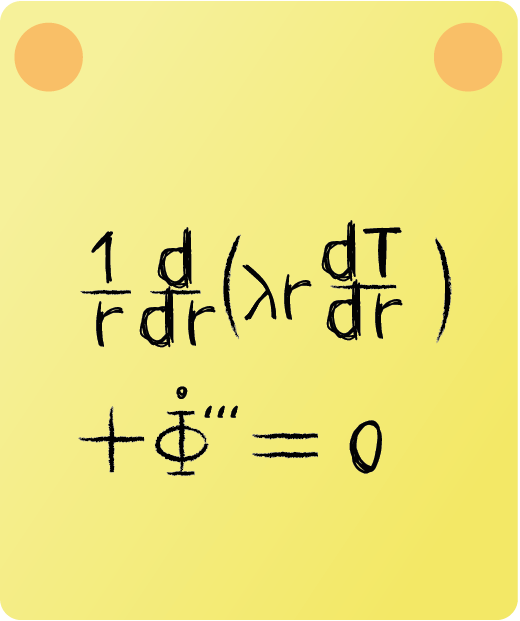 1/r d/dr (λr dT/dr)
+ Φ̇‴ = 0